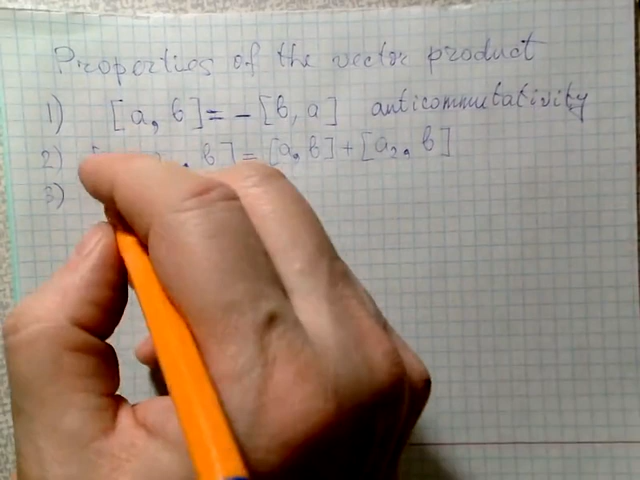 Properties of the vector product
1) [a, b] = - [b, a] anticommutativity
2) , b] = [a, b] + [a₂, b]
3)